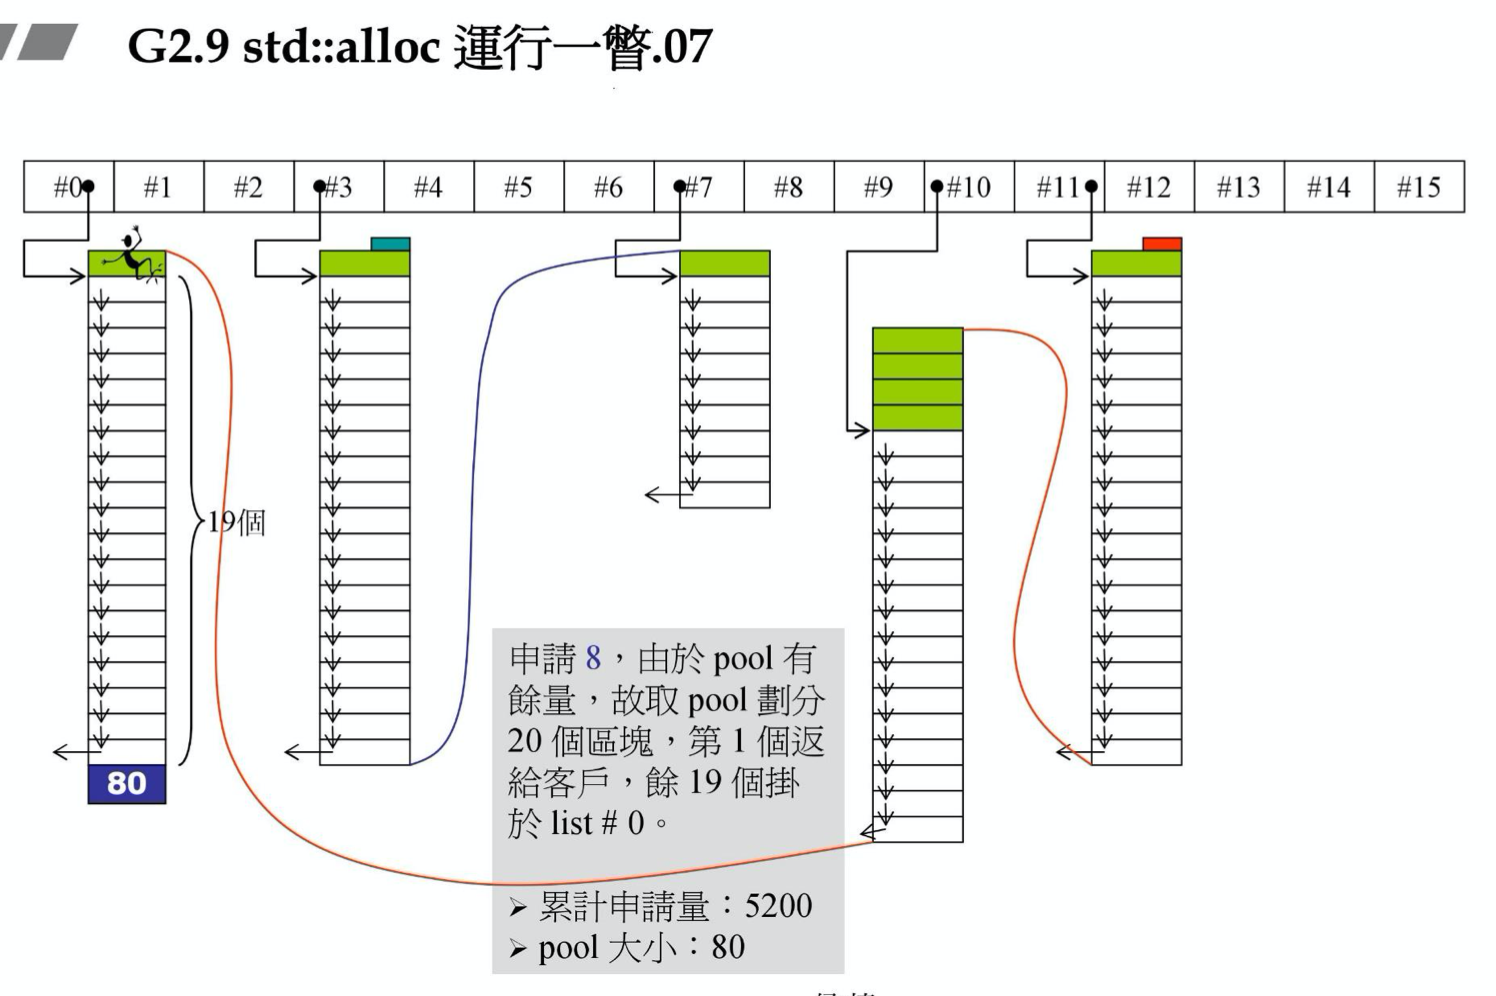 G2.9 std::alloc 運行一瞥.07
#0 #1 #2 #3 #4 #5 #6 #7 #8 #9 #10 #11 #12 #13 #14 #15
19個
80
申請 8，由於 pool 有
餘量，故取 pool 劃分
20 個區塊，第 1 個返
給客戶，餘 19 個掛
於 list # 0。
➢ 累計申請量：5200
➢ pool 大小：80